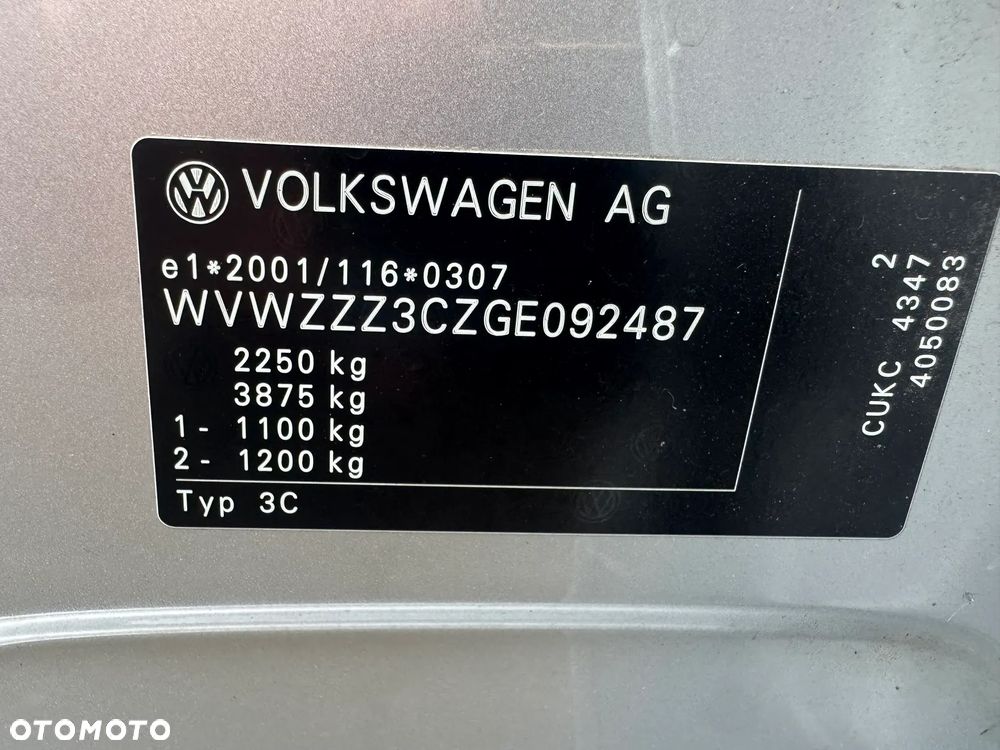 VOLKSWAGEN AG
e1*2001/116*0307
WVWZZZ3CZGE092487
2250 kg
3875 kg
1- 1100 kg
2- 1200 kg
Typ 3C
2
CUKC 4347
4050083
OTOMOTO